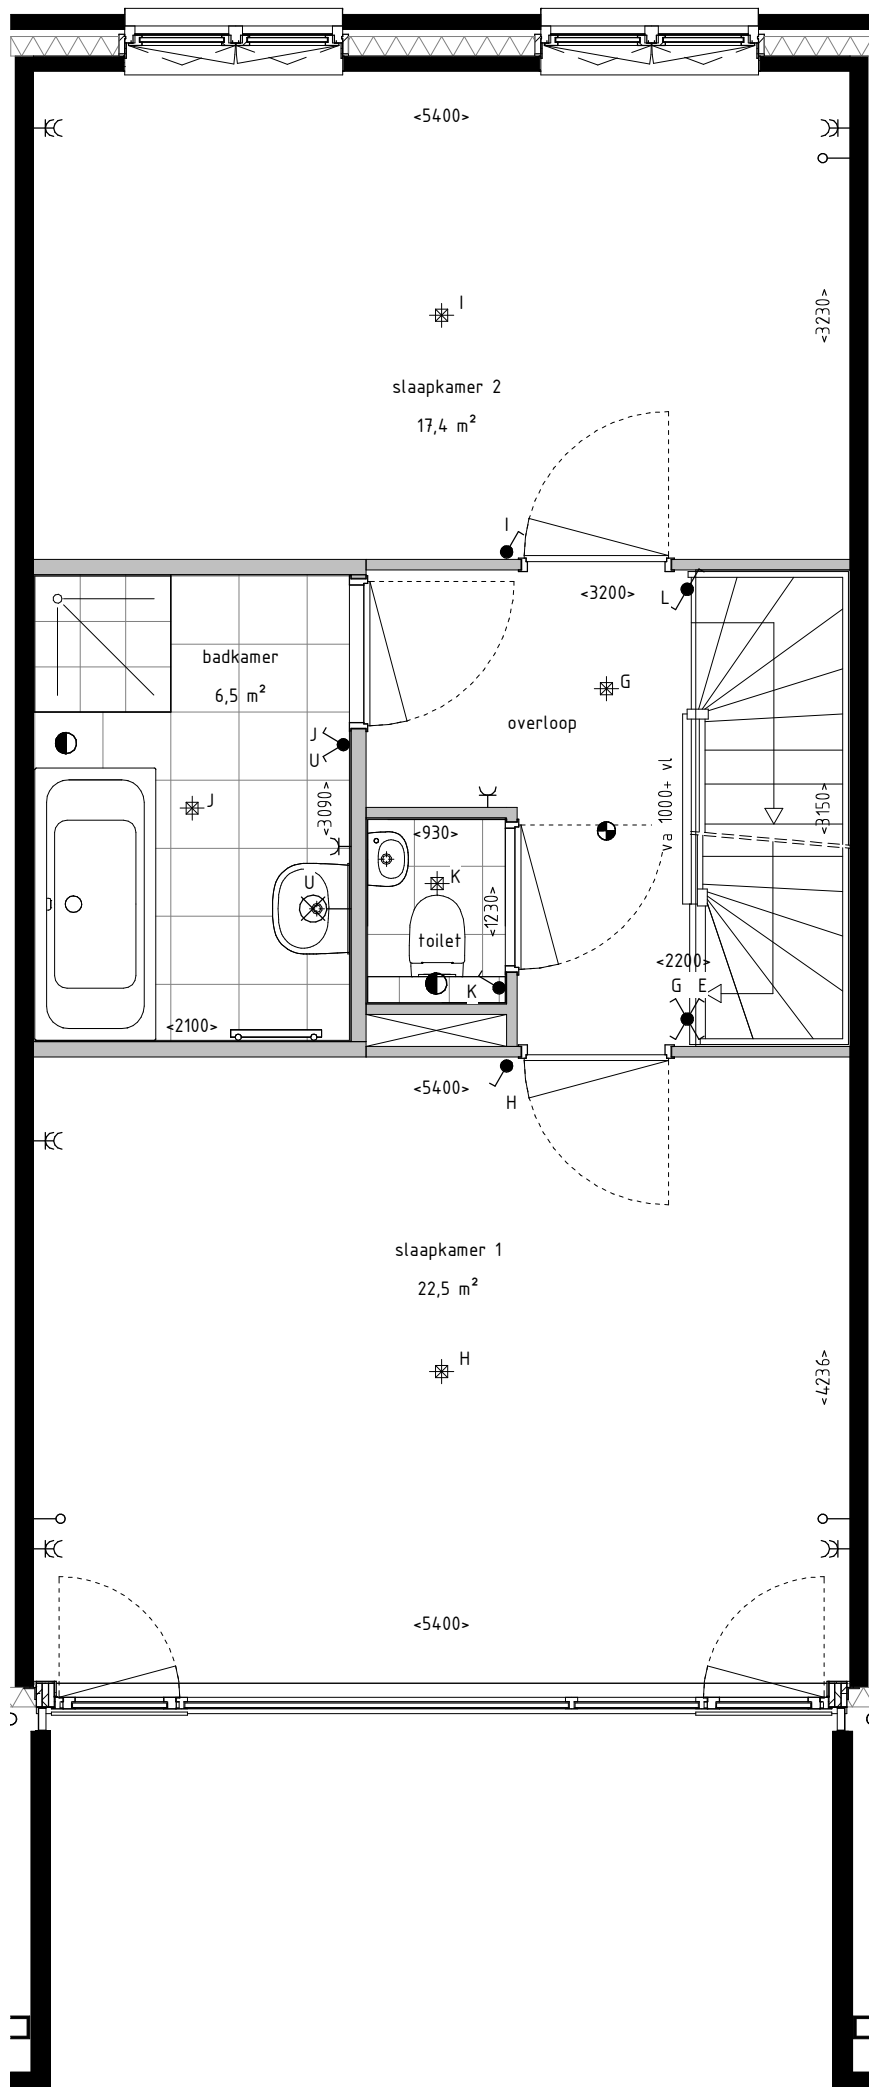 <5400>
I
<3230>
slaapkamer 2
17,4 m²
I
<3200>
L
badkamer
6,5 m²
G
overloop
J
U
J
<3090>
<930>
va 1000+ vl
<3150>
K
U
<1230>
toilet
<2200>
K
G E
<2100>
<5400>
H
slaapkamer 1
22,5 m²
H
<4236>
<5400>